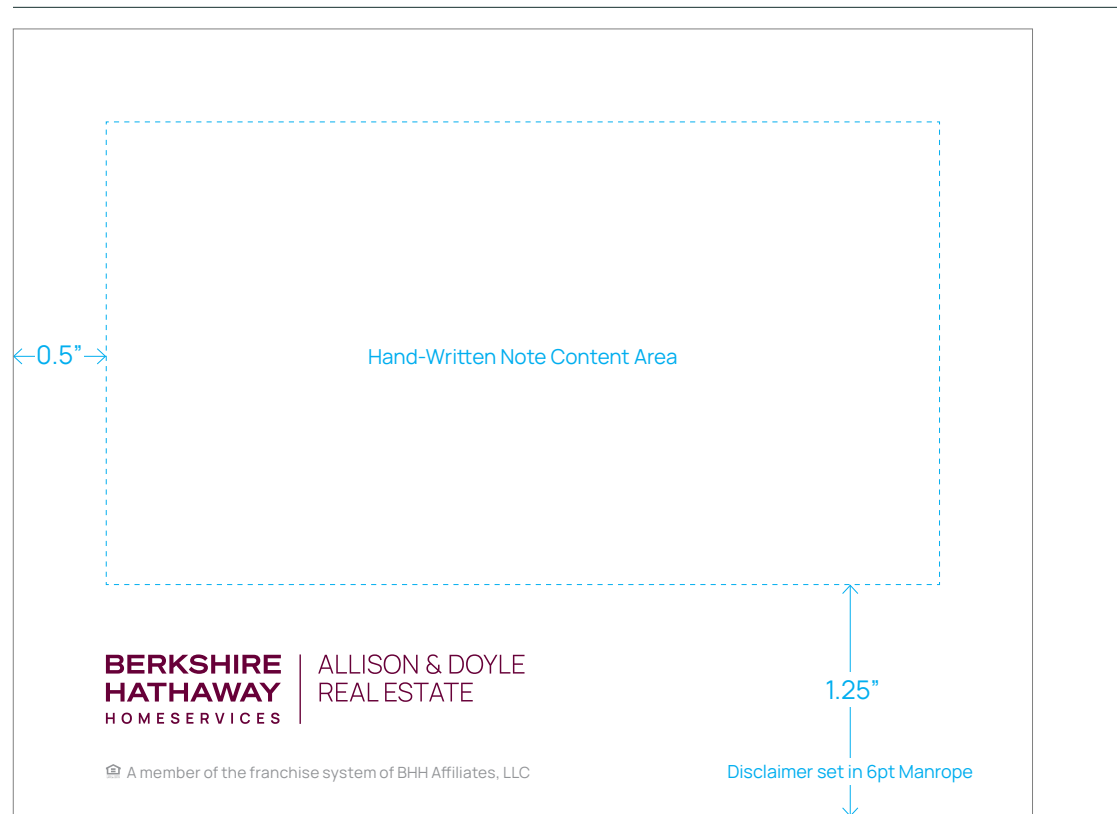 0.5”
Hand-Written Note Content Area
BERKSHIRE
HATHAWAY
HOMESERVICES
ALLISON & DOYLE
REAL ESTATE
1.25”
A member of the franchise system of BHH Affiliates, LLC
Disclaimer set in 6pt Manrope